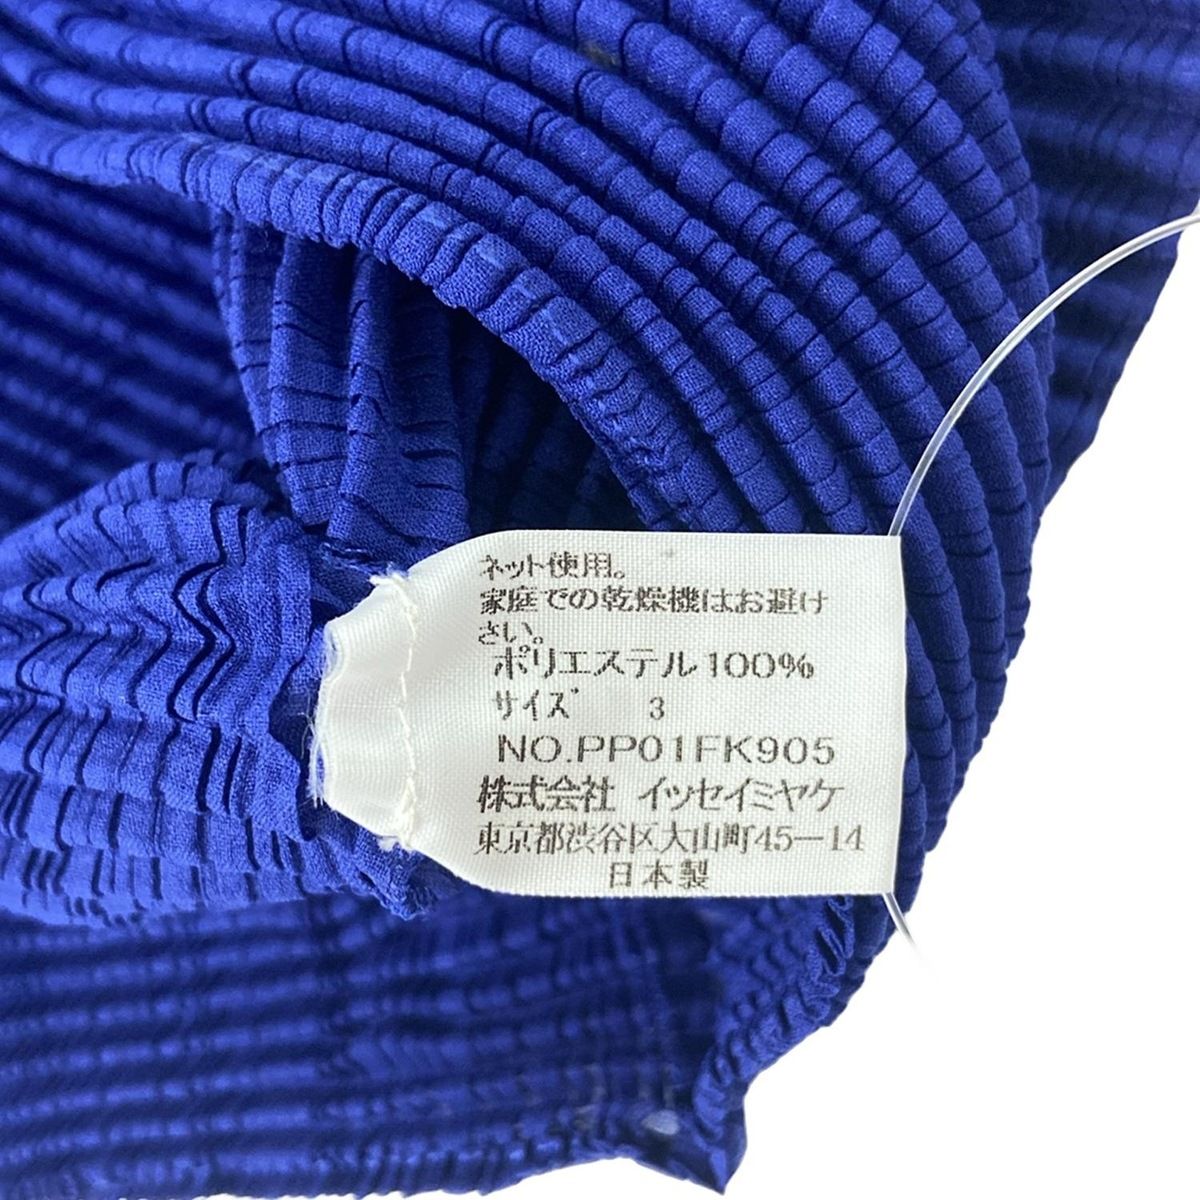 ネット使用。
家庭での乾燥機はお避け
さい。
ポリエステル100%
サイズ 3
NO.PP01FK905
株式会社 イッセイミヤケ
東京都渋谷区大山町45—14
日本製